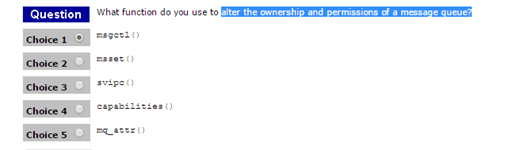 Question What function do you use to alter the ownership and permissions of a message queue?
Choice 1 msgctl()
Choice 2 msset()
Choice 3 svipc()
Choice 4 capabilities()
Choice 5 mq_attr()